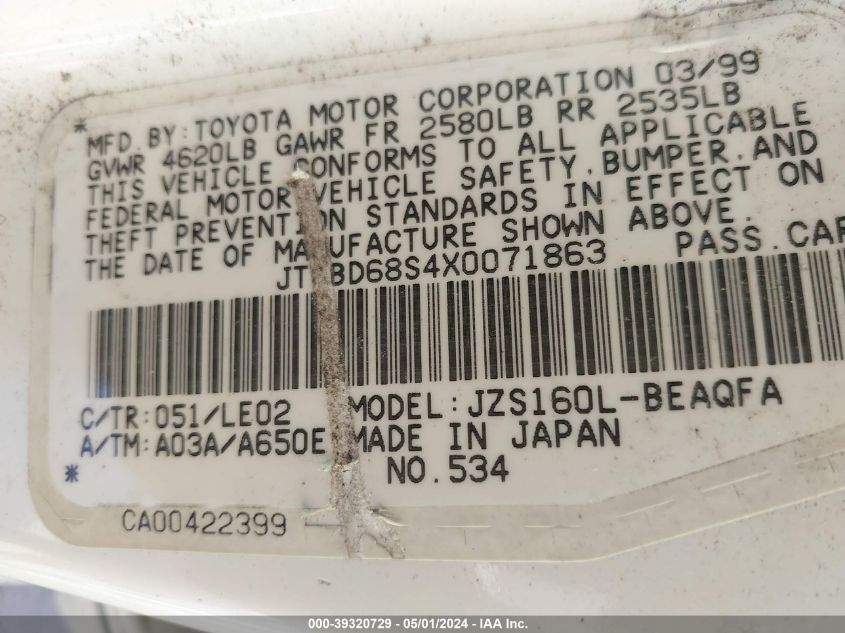 * MFD.BY:TOYOTA MOTOR CORPORATION 03/99
GVWR 4620LB GAWR FR 2580LB RR 2535LB
THIS VEHICLE CONFORMS TO ALL APPLICABLE
FEDERAL MOTOR VEHICLE SAFETY,BUMPER,AND
THEFT PREVENTION STANDARDS IN EFFECT ON
THE DATE OF MANUFACTURE SHOWN ABOVE.
BD68S4X0071863 PASS.CAR
C/TR:051/LE02 MODEL:JZS160L-BEAQFA
A/TM:A03A/A650E MADE IN JAPAN
* NO.534
CA00422399
000-39320729 - 05/01/2024 - IAA Inc.